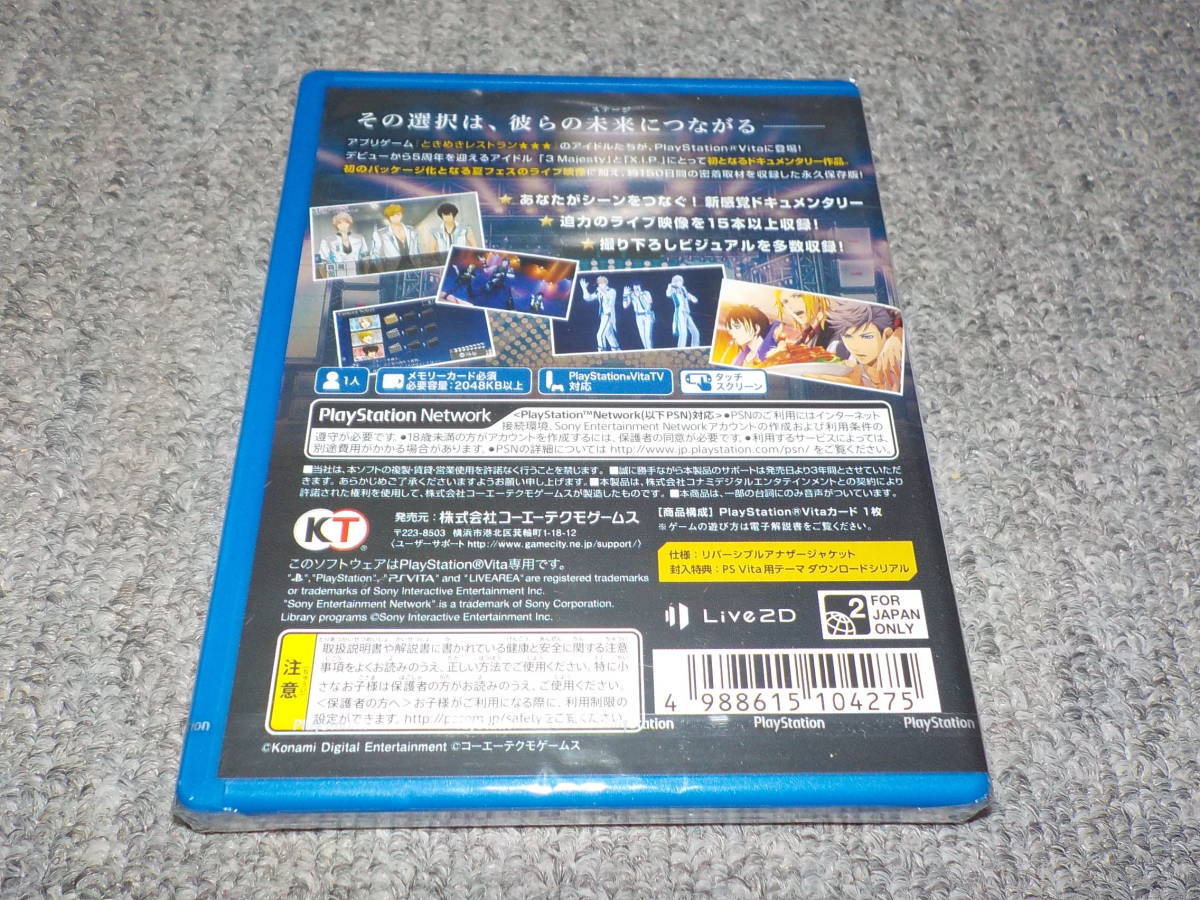 ステージ
その選択は、彼らの未来につながる
アプリゲーム「ときめきレストラン★★★」のアイドルたちが、PlayStation®Vitaに登場!
デビューから5周年を迎えるアイドル「3 Majesty」と「X.I.P.」にとって初となるドキュメンタリー作品。
初のパッケージ化となる夏フェスのライブ映像に加え、約150日間の密着取材を収録した永久保存版!
★ あなたがシーンをつなぐ! 新感覚ドキュメンタリー
★ 迫力のライブ映像を15本以上収録!
★ 撮り下ろしビジュアルを多数収録!
1人
メモリーカード必須
必要容量:2048KB以上
PlayStation®VitaTV
対応
タッチ
スクリーン
PlayStation Network
<PlayStation™Network(以下PSN)対応>●PSNのご利用にはインターネット
接続環境、Sony Entertainment Networkアカウントの作成および利用条件の
遵守が必要です。●18歳未満の方がアカウントを作成するには、保護者の同意が必要です。●利用するサービスによっては、
別途費用がかかる場合があります。●PSNの詳細については http://www.jp.playstation.com/psn/ をご覧ください。
■当社は、本ソフトの複製・賃貸・営業使用を許諾なく行うことを禁じます。■誠に勝手ながら本製品のサポートは発売日より3年間とさせていただ
きます。あらかじめご了承くださいますようお願い申し上げます。■本製品は、株式会社コナミデジタルエンタテインメントとの契約により
許諾された権利を使用して、株式会社コーエーテクモゲームスが製造したものです。■本商品は、一部の台詞にのみ音声がついています。
KT
発売元:株式会社コーエーテクモゲームス
〒223-8503 横浜市港北区箕輪町1-18-12
〈ユーザーサポート http://www.gamecity.ne.jp/support/〉
【商品構成】PlayStation®Vitaカード 1枚
※ゲームの遊び方は電子解説書をご覧ください。
このソフトウェアはPlayStation®Vita専用です。
"PlayStation", "PSVITA" and "LIVEAREA" are registered trademarks
or trademarks of Sony Interactive Entertainment Inc.
"Sony Entertainment Network" is a trademark of Sony Corporation.
Library programs ©Sony Interactive Entertainment Inc.
仕様:リバーシブルアナザージャケット
封入特典:PS Vita用テーマ ダウンロードシリアル
Live2D
2
FOR
JAPAN
ONLY
注意
取扱説明書や解説書に書かれている健康と安全に関する注意
事項をよくお読みのうえ、正しい方法でご使用ください。特に小
さなお子様は保護者の方がお読みのうえ、ご使用ください。
<保護者の方へ>お子様がご利用になる際に、利用制限の
設定ができます。http://pscom.jp/safetyをご覧ください。
4 988615 104275
PlayStation
PlayStation
©Konami Digital Entertainment ©コーエーテクモゲームス